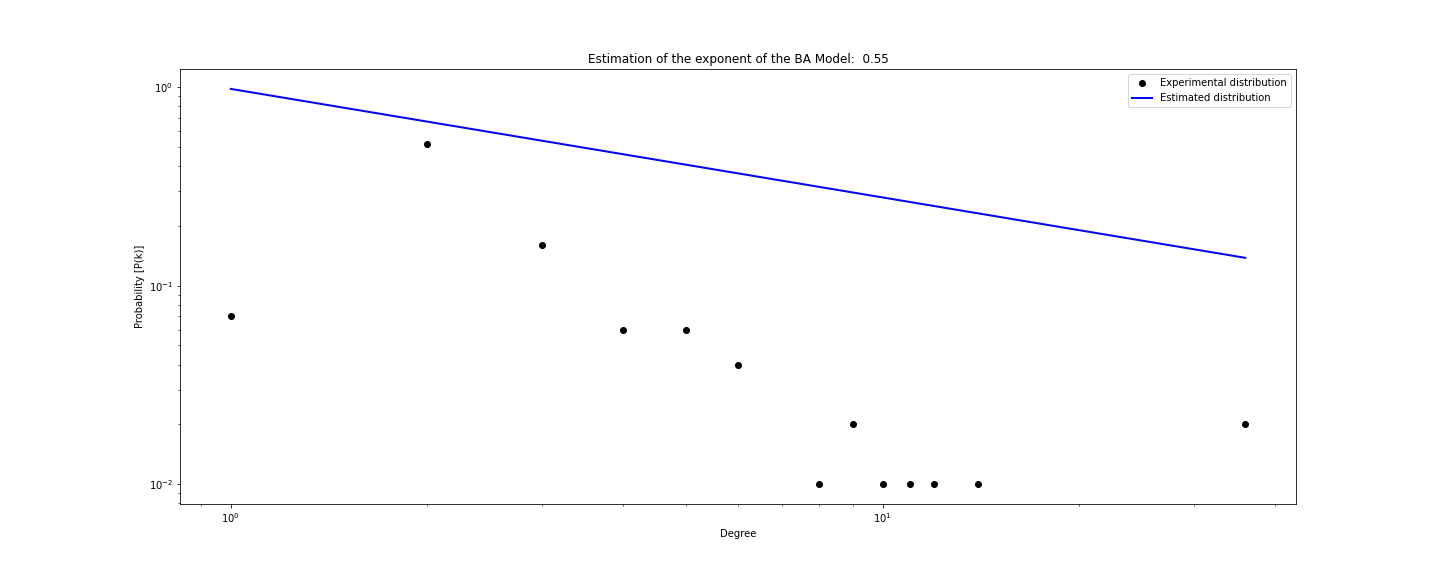 Estimation of the exponent of the BA Model:  0.55
Experimental distribution
Estimated distribution
Probability [P(k)]
10⁰
10⁻¹
10⁻²
10⁰
10¹
Degree